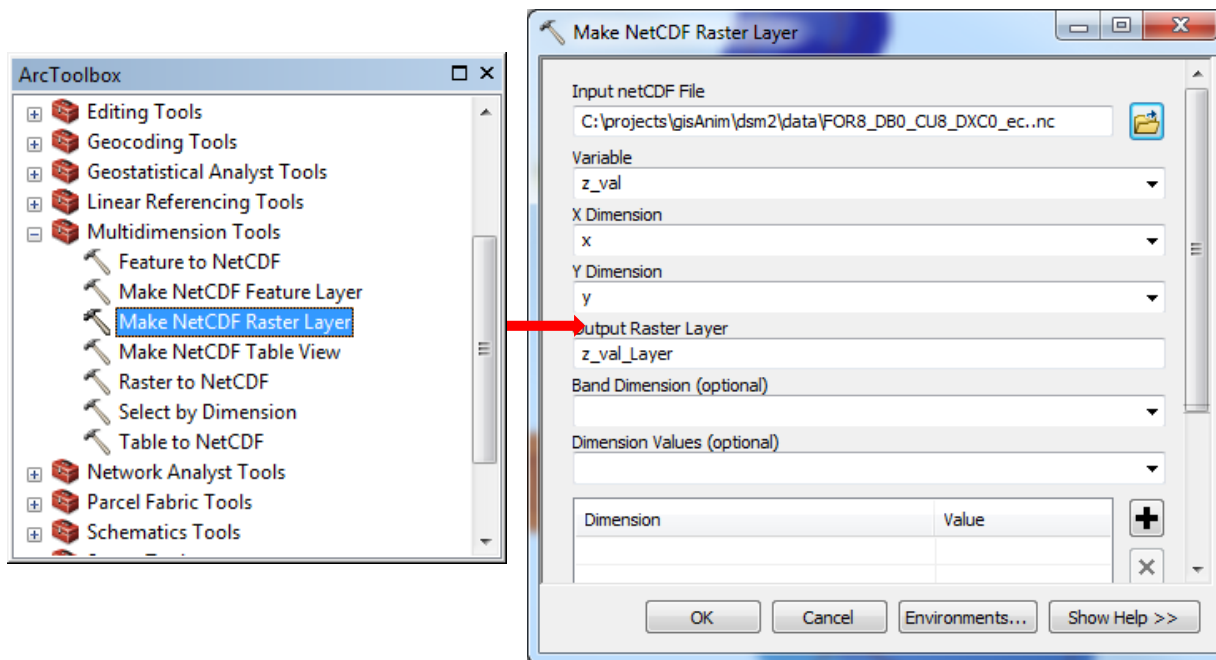 ArcToolbox
Editing Tools
Geocoding Tools
Geostatistical Analyst Tools
Linear Referencing Tools
Multidimension Tools
Feature to NetCDF
Make NetCDF Feature Layer
Make NetCDF Raster Layer
Make NetCDF Table View
Raster to NetCDF
Select by Dimension
Table to NetCDF
Network Analyst Tools
Parcel Fabric Tools
Schematics Tools
Make NetCDF Raster Layer
Input netCDF File
C:\projects\gisAnim\dsm2\data\FOR8_DB0_CU8_DXC0_ec..nc
Variable
z_val
X Dimension
x
Y Dimension
y
Output Raster Layer
z_val_Layer
Band Dimension (optional)
Dimension Values (optional)
Dimension Value
OK Cancel Environments... Show Help >>